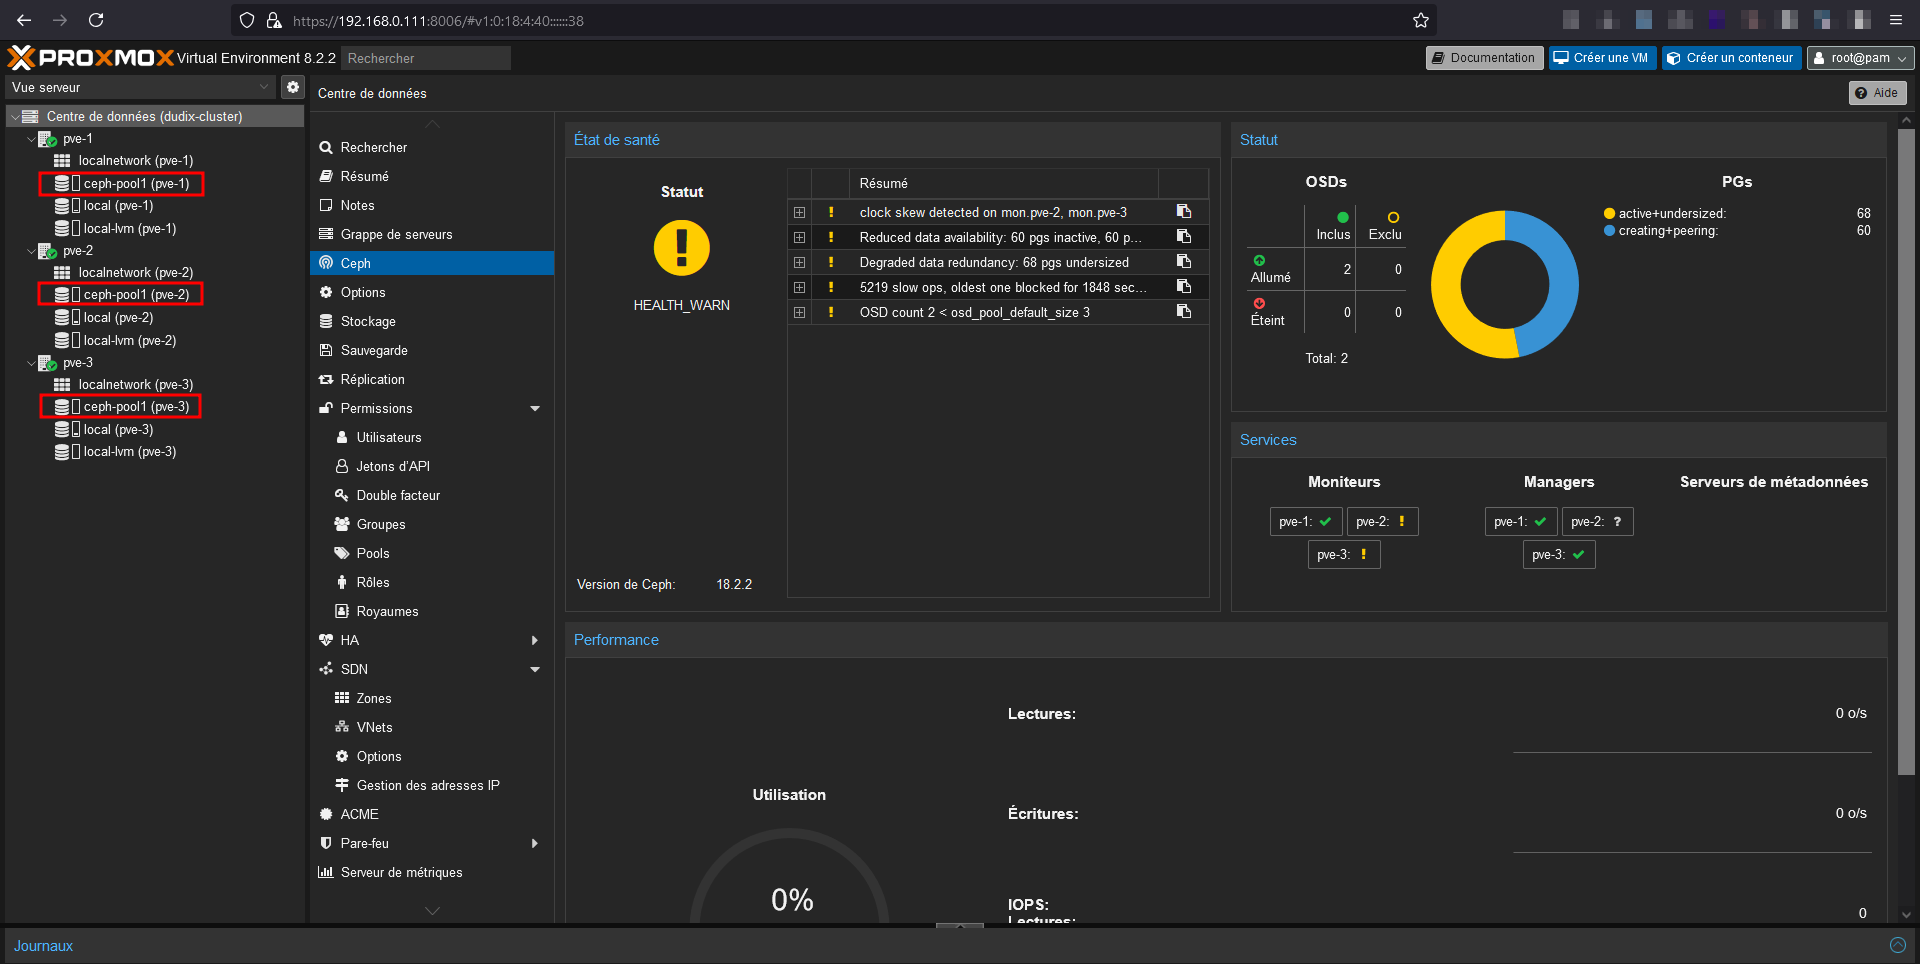 https://192.168.0.111:8006/#v1:0:18:4:40::::::38
PROXMOX Virtual Environment 8.2.2 Rechercher
Documentation Créer une VM Créer un conteneur root@pam
Vue serveur
Centre de données (dudix-cluster)
pve-1
localnetwork (pve-1)
ceph-pool1 (pve-1)
local (pve-1)
local-lvm (pve-1)
pve-2
localnetwork (pve-2)
ceph-pool1 (pve-2)
local (pve-2)
local-lvm (pve-2)
pve-3
localnetwork (pve-3)
ceph-pool1 (pve-3)
local (pve-3)
local-lvm (pve-3)
Centre de données
Aide
Rechercher
Résumé
Notes
Grappe de serveurs
Ceph
Options
Stockage
Sauvegarde
Réplication
Permissions
Utilisateurs
Jetons d'API
Double facteur
Groupes
Pools
Rôles
Royaumes
HA
SDN
Zones
VNets
Options
Gestion des adresses IP
ACME
Pare-feu
Serveur de métriques
État de santé
Statut
HEALTH_WARN
Version de Ceph: 18.2.2
Résumé
clock skew detected on mon.pve-2, mon.pve-3
Reduced data availability: 60 pgs inactive, 60 p...
Degraded data redundancy: 68 pgs undersized
5219 slow ops, oldest one blocked for 1848 sec...
OSD count 2 < osd_pool_default_size 3
Statut
OSDs
Inclus Exclu
Allumé 2 0
Éteint 0 0
Total: 2
PGs
active+undersized: 68
creating+peering: 60
Services
Moniteurs
pve-1: pve-2: !
pve-3: !
Managers
pve-1: pve-2: ?
pve-3:
Serveurs de métadonnées
Performance
Utilisation
0%
Lectures: 0 o/s
Écritures: 0 o/s
IOPS:
Lectures: 0
Journaux